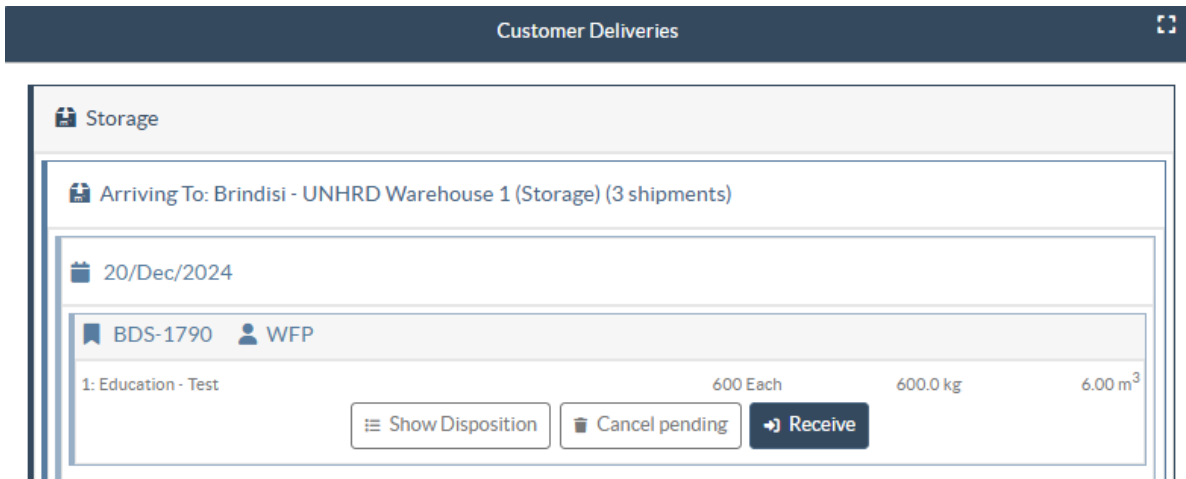 Customer Deliveries
Storage
Arriving To: Brindisi - UNHRD Warehouse 1 (Storage) (3 shipments)
20/Dec/2024
BDS-1790 WFP
1: Education - Test 600 Each 600.0 kg 6.00 m³
Show Disposition Cancel pending Receive